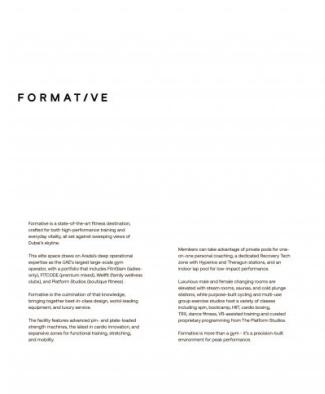 FORMATIVE
Formative is a state-of-the-art fitness destination,
crafted for both high-performance training and
everyday vitality, all set against sweeping views of
Dubai's skyline.
This elite space draws on Arada's deep operational
expertise as the UAE's largest large-scale gym
operator, with a portfolio that includes FitnGlam (ladies-
only), FITCODE (premium mixed), Wellfit (family wellness
clubs), and Platform Studios (boutique fitness).
Formative is the culmination of that knowledge,
bringing together best-in-class design, world-leading
equipment, and luxury service.
The facility features advanced pin- and plate-loaded
strength machines, the latest in cardio innovation, and
expansive zones for functional training, stretching,
and mobility.
Members can take advantage of private pods for one-
on-one personal coaching, a dedicated Recovery Tech
zone with Hyperice and Theragun stations, and an
indoor lap pool for low-impact performance.
Luxurious male and female changing rooms are
elevated with steam rooms, saunas, and cold plunge
stations, while purpose-built cycling and multi-use
group exercise studios host a variety of classes
including spin, bootcamp, HIIT, cardio boxing,
TRX, dance fitness, VR-assisted training and curated
proprietary programming from The Platform Studios.
Formative is more than a gym - it's a precision-built
environment for peak performance.